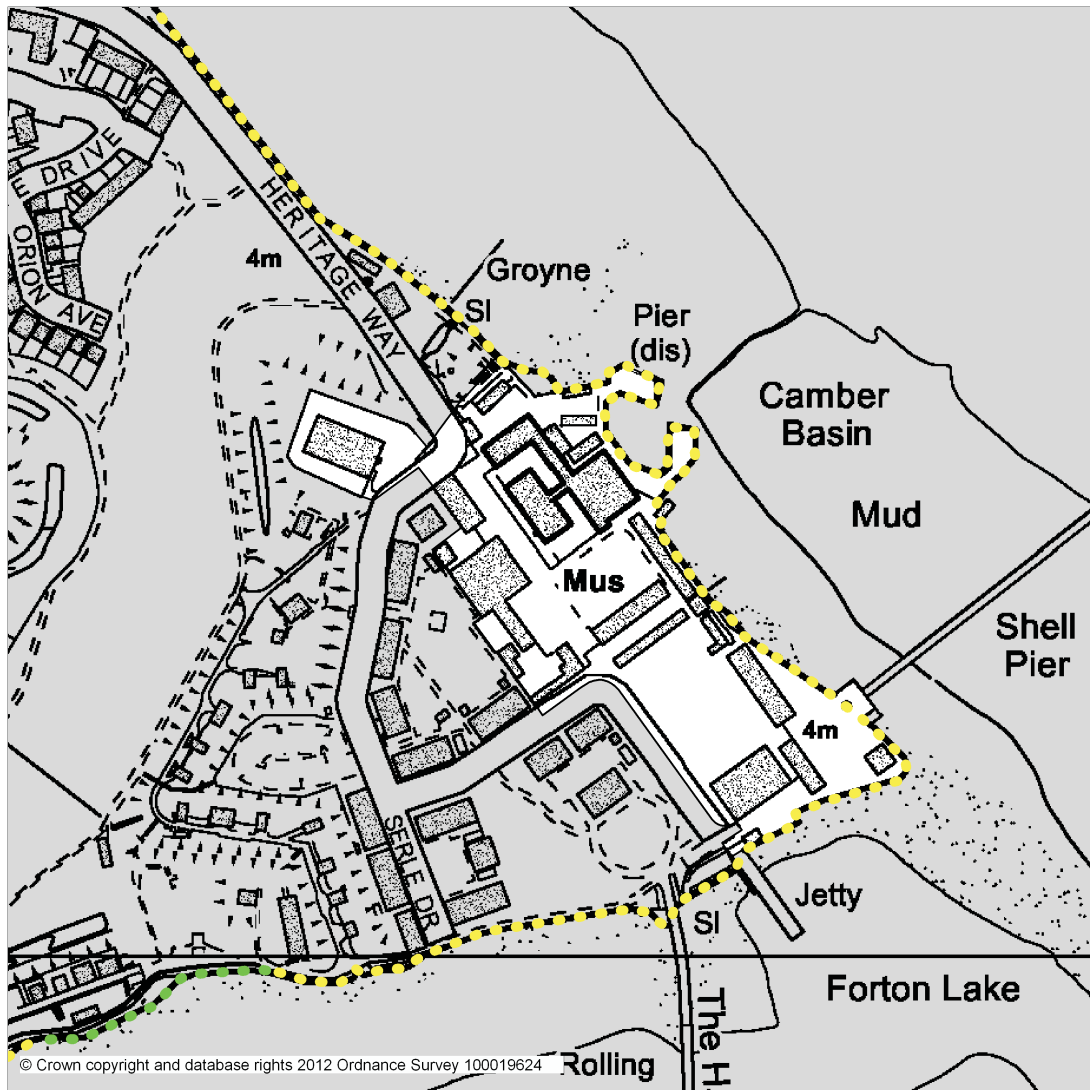 DRIVE
E
ORION AVE
HERITAGE WAY
4m
Groyne
Sl
Pier
(dis)
Camber
Basin
Mud
Mus
Shell
Pier
4m
SERLE DR
Jetty
Sl
Forton Lake
The H.
Rolling
© Crown copyright and database rights 2012 Ordnance Survey 100019624